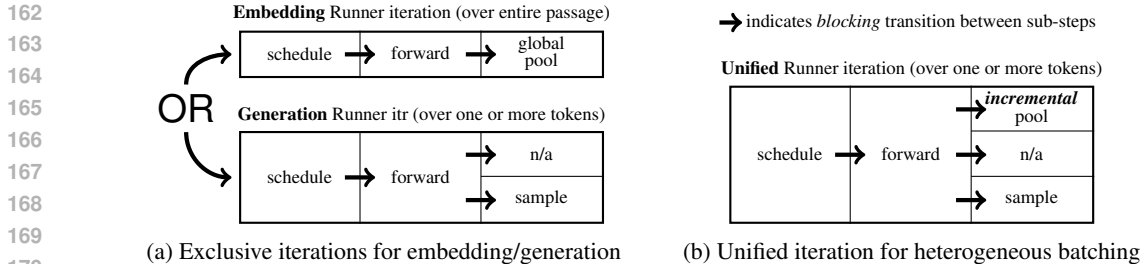 162
163
164
165
166
167
168
169
Embedding Runner iteration (over entire passage)
schedule
forward
global
pool
OR
Generation Runner itr (over one or more tokens)
schedule
forward
n/a
sample
(a) Exclusive iterations for embedding/generation
indicates blocking transition between sub-steps
Unified Runner iteration (over one or more tokens)
schedule
forward
incremental
pool
n/a
sample
(b) Unified iteration for heterogeneous batching